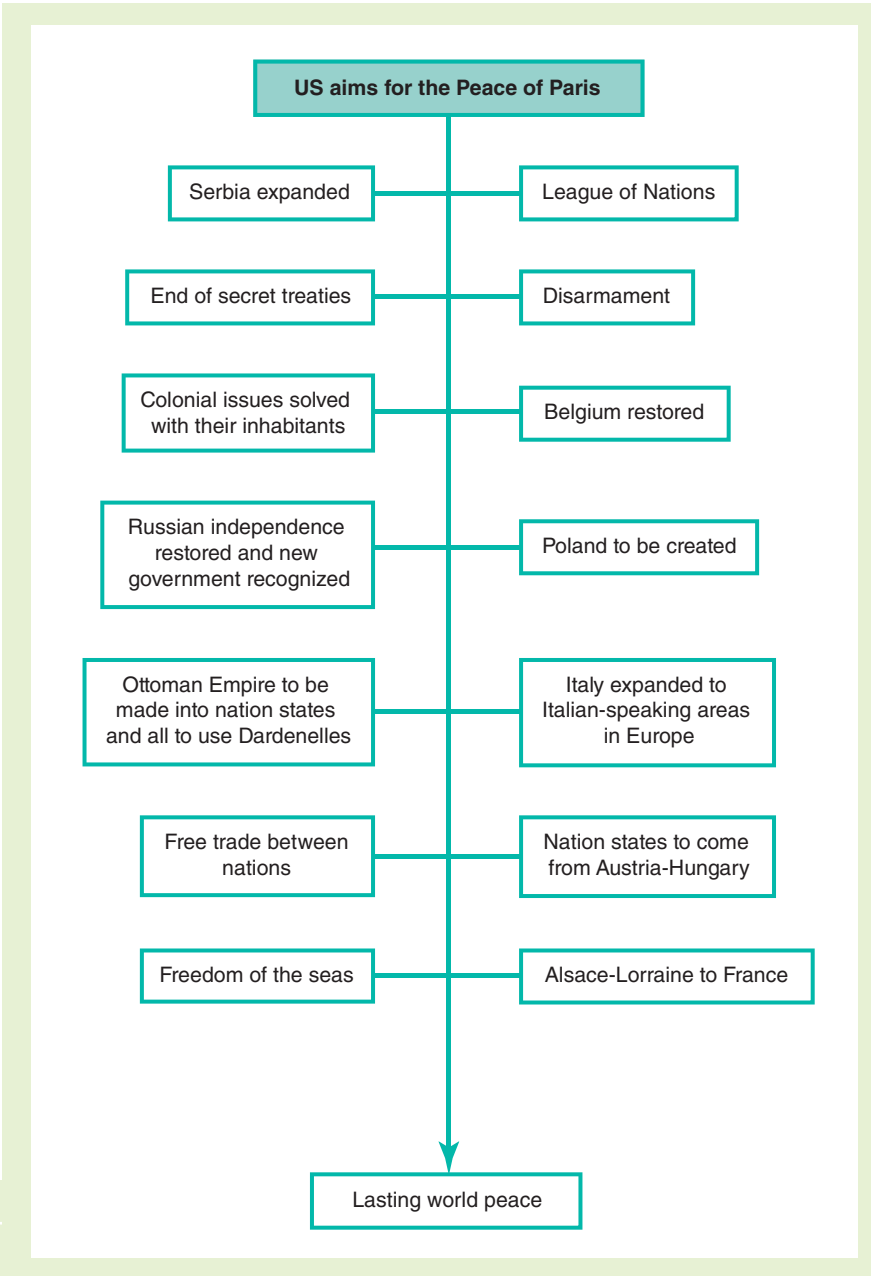 US aims for the Peace of Paris
Serbia expanded
League of Nations
End of secret treaties
Disarmament
Colonial issues solved
with their inhabitants
Belgium restored
Russian independence
restored and new
government recognized
Poland to be created
Ottoman Empire to be
made into nation states
and all to use Dardenelles
Italy expanded to
Italian-speaking areas
in Europe
Free trade between
nations
Nation states to come
from Austria-Hungary
Freedom of the seas
Alsace-Lorraine to France
Lasting world peace